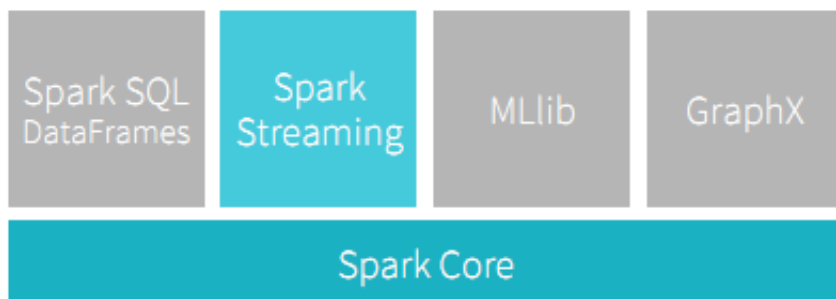 Spark SQL
DataFrames
Spark
Streaming
MLlib
GraphX
Spark Core